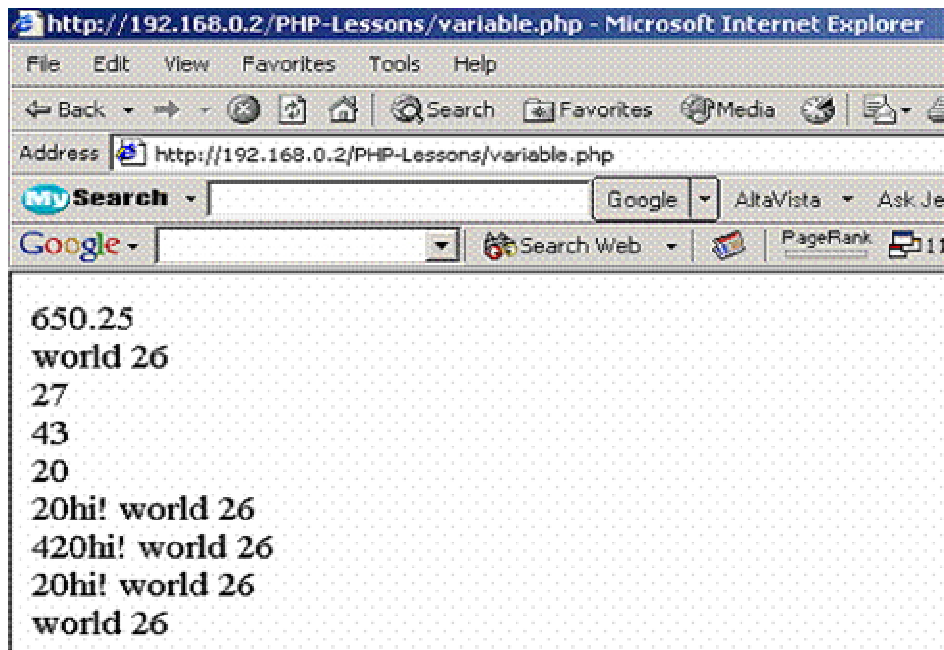 http://192.168.0.2/PHP-Lessons/variable.php - Microsoft Internet Explorer
File Edit View Favorites Tools Help
Back Search Favorites Media
Address http://192.168.0.2/PHP-Lessons/variable.php
My Search Google AltaVista Ask Je
Google Search Web PageRank 11
650.25
world 26
27
43
20
20hi! world 26
420hi! world 26
20hi! world 26
world 26